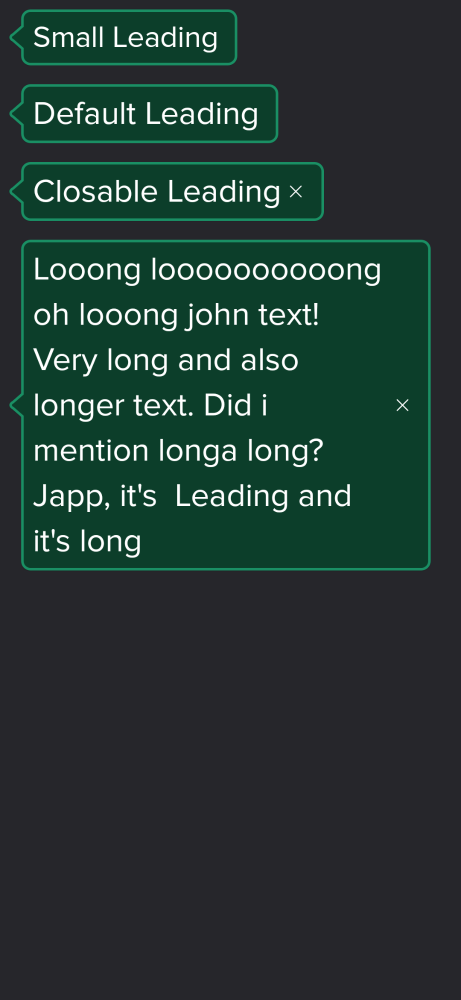 Small Leading
Default Leading
Closable Leading ×
Looong looooooooooong
oh looong john text!
Very long and also
longer text. Did i
mention longa long?
Japp, it's  Leading and
it's long
×